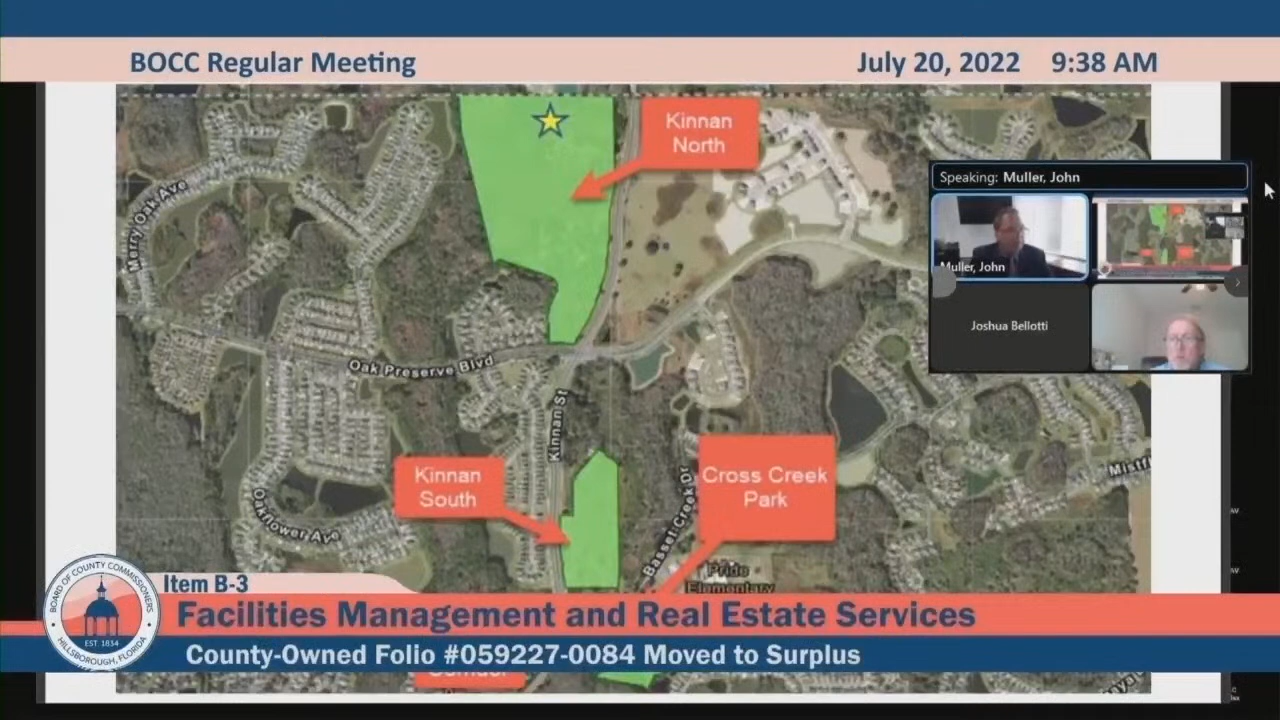 BOCC Regular Meeting
July 20, 2022 9:38 AM
Kinnan
North
Speaking: Muller, John
Muller, John
Joshua Bellotti
Merry Oak Ave
Oak Preserve Blvd
Kinnan St
Kinnan
South
Cross Creek
Park
Basset Creek Dr
Oakflower Ave
Mistfl
Pride
Elementary
Item B-3
Facilities Management and Real Estate Services
County-Owned Folio #059227-0084 Moved to Surplus
BOARD OF COUNTY COMMISSIONERS
EST 1834
HILLSBOROUGH, FLORIDA